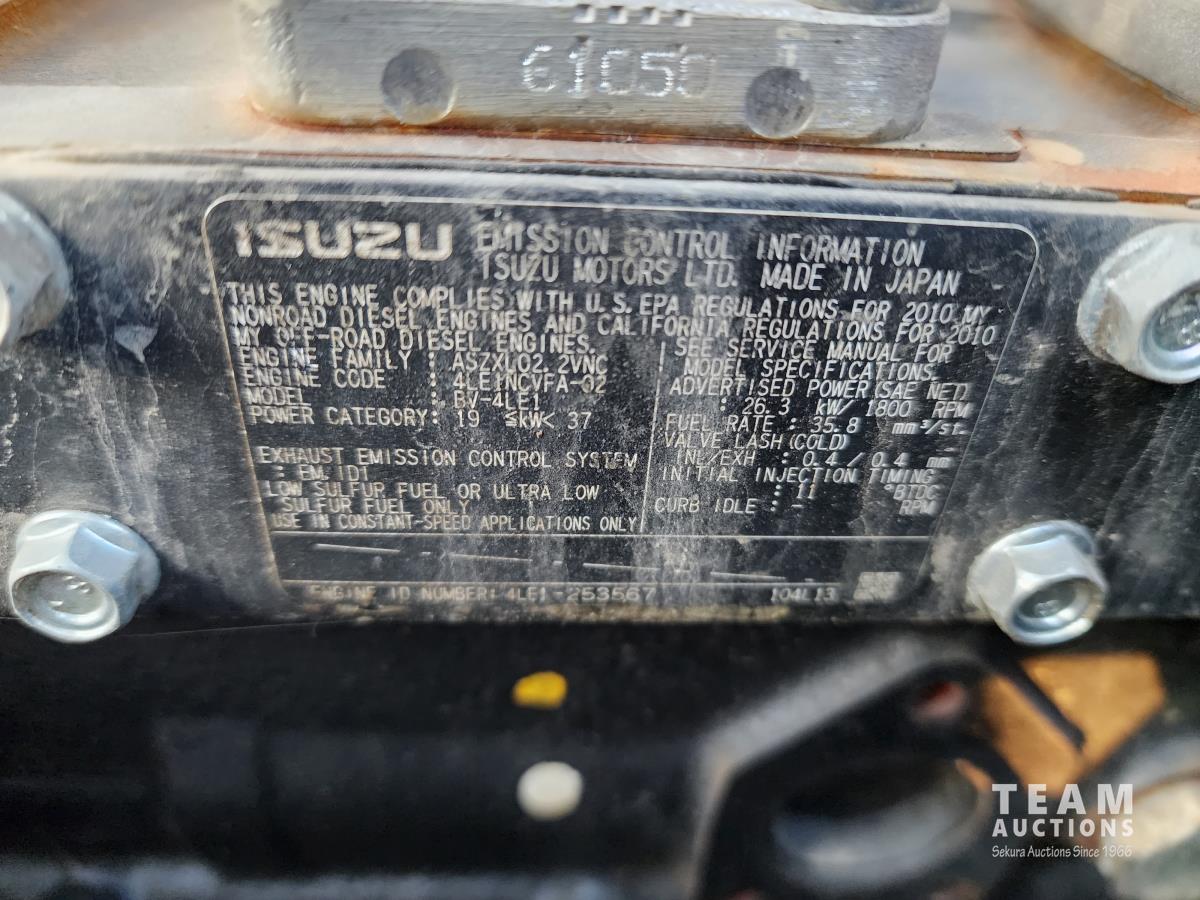 61050
ISUZU EMISSION CONTROL INFORMATION
ISUZU MOTORS LTD. MADE IN JAPAN
THIS ENGINE COMPLIES WITH U.S. EPA REGULATIONS FOR 2010 MY
NONROAD DIESEL ENGINES AND CALIFORNIA REGULATIONS FOR 2010
MY OFF-ROAD DIESEL ENGINES.
ENGINE FAMILY : ASZXL02.2VNC
ENGINE CODE : 4LE1NCVFA-02
MODEL : BV-4LE1
POWER CATEGORY: 19 ≦kW< 37
EXHAUST EMISSION CONTROL SYSTEM
: EM, IDI
LOW SULFUR FUEL OR ULTRA LOW
SULFUR FUEL ONLY
USE IN CONSTANT-SPEED APPLICATIONS ONLY
SEE SERVICE MANUAL FOR
MODEL SPECIFICATIONS.
ADVERTISED POWER(SAE NET)
: 26.3 kW/ 1800 RPM
FUEL RATE : 35.8 mm³/st.
VALVE LASH (COLD)
INL/EXH : 0.4 / 0.4 mm
INITIAL INJECTION TIMING
: 11 °BTDC
CURB IDLE : - RPM
ENGINE ID NUMBER: 4LE1-253567 104L13
TEAM
AUCTIONS
Sekura Auctions Since 1966